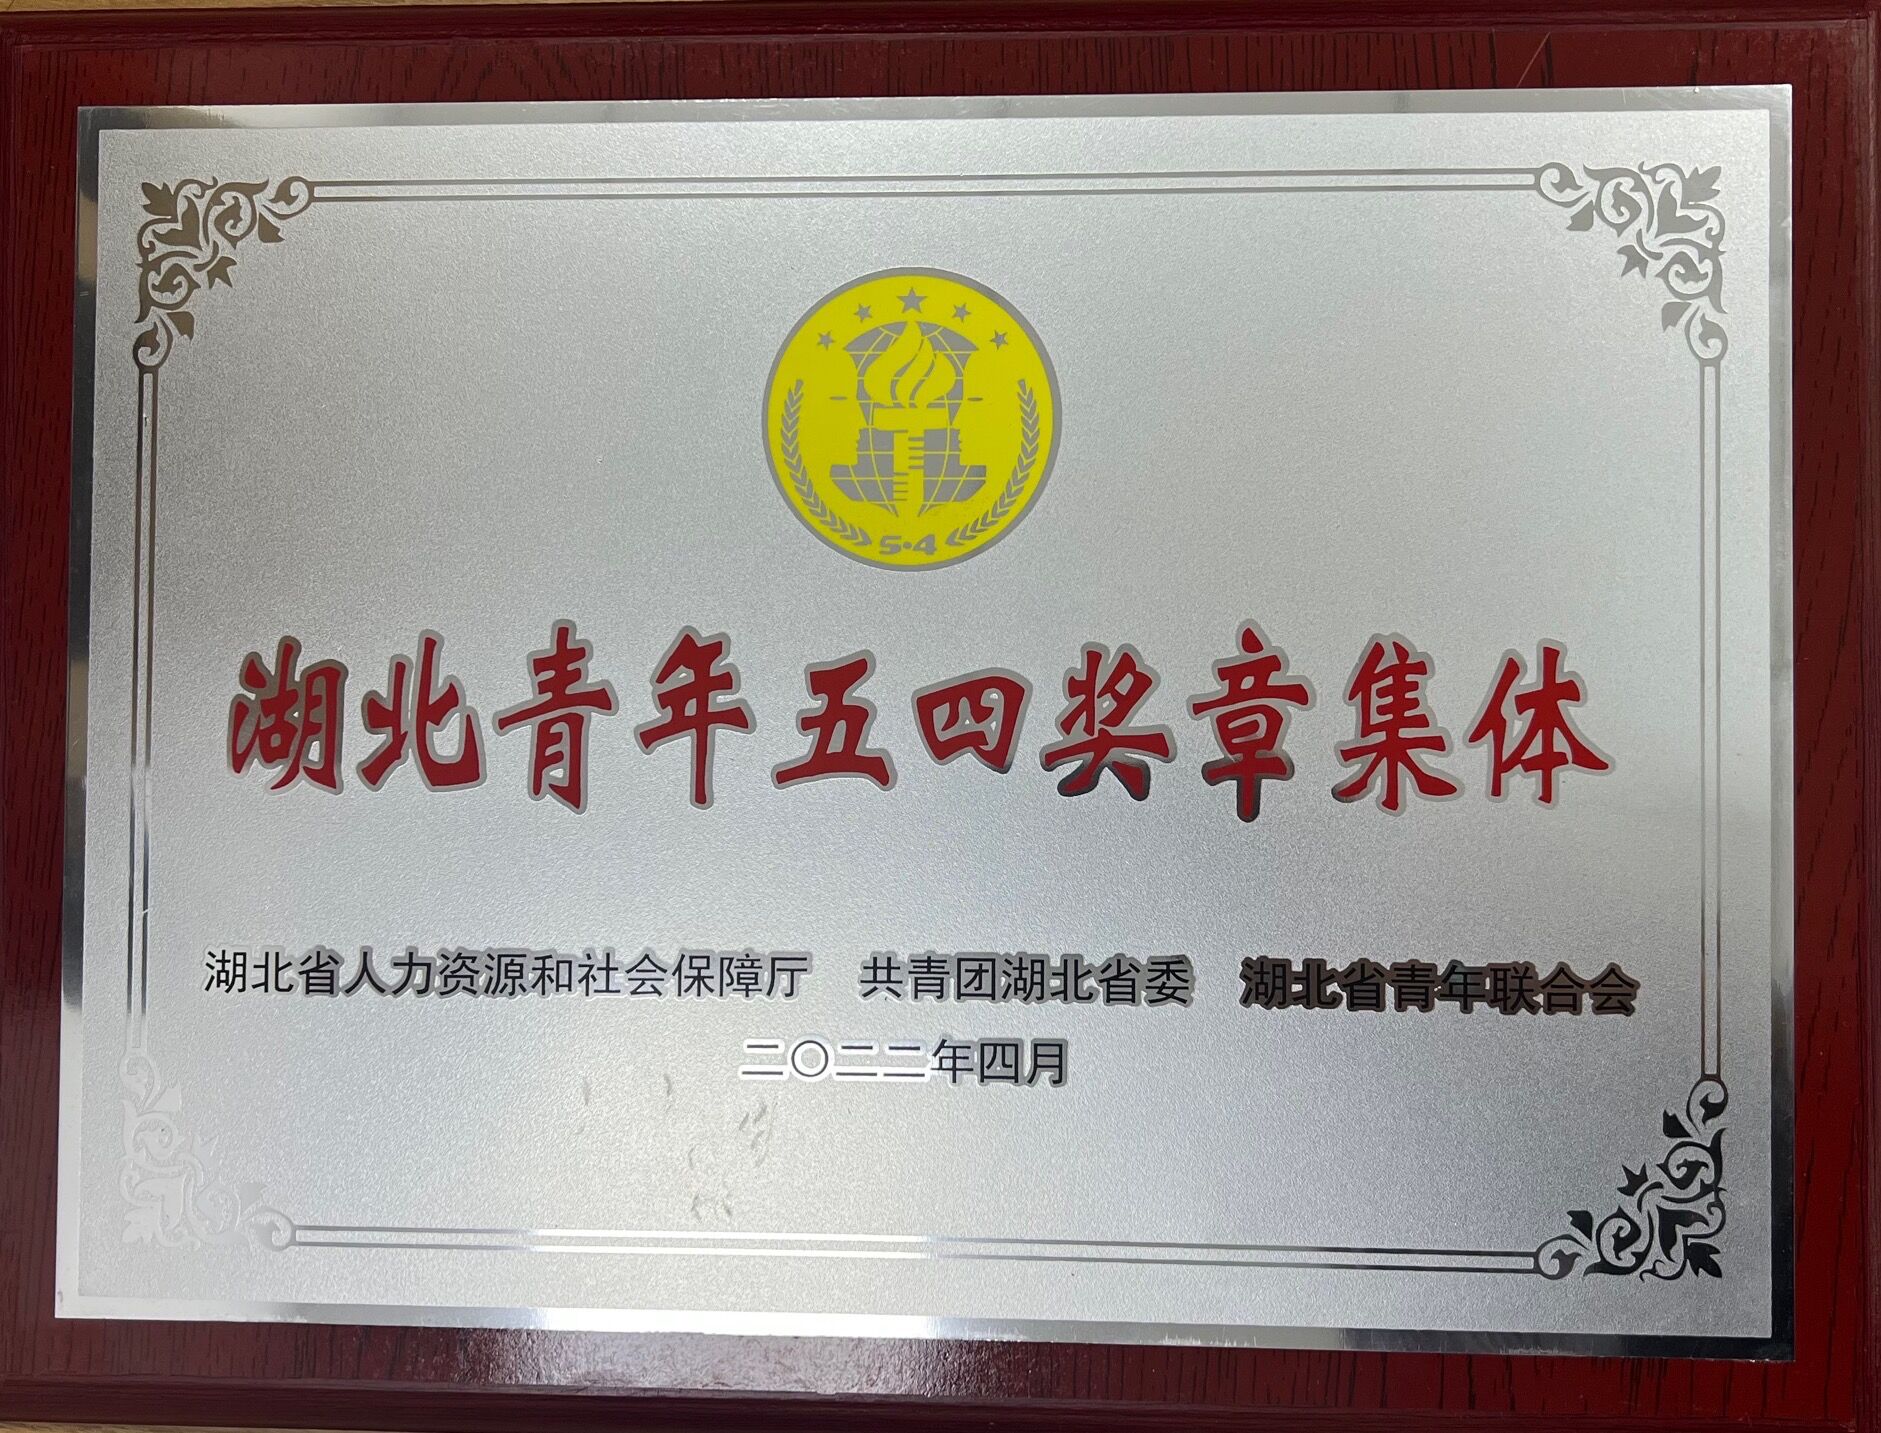 5·4
湖北青年五四奖章集体
湖北省人力资源和社会保障厅 共青团湖北省委 湖北省青年联合会
二〇二二年四月